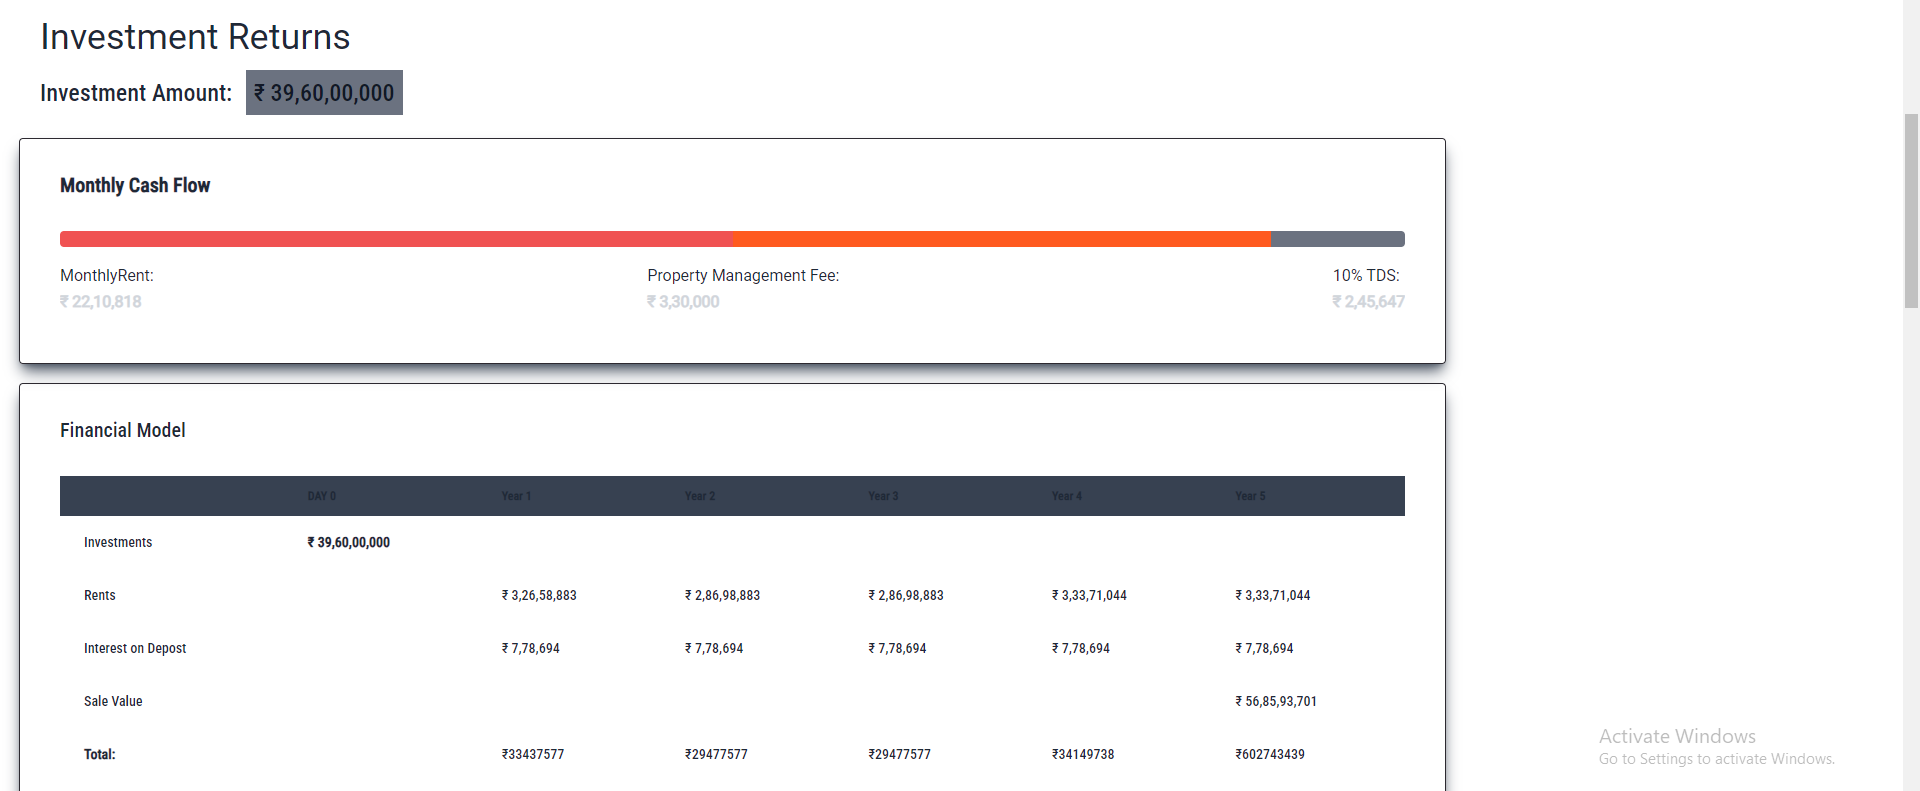 Investment Returns
Investment Amount: ₹ 39,60,00,000
Monthly Cash Flow
MonthlyRent: Property Management Fee: 10% TDS:
₹ 22,10,818 ₹ 3,30,000 ₹ 2,45,647
Financial Model
DAY 0 Year 1 Year 2 Year 3 Year 4 Year 5
Investments ₹ 39,60,00,000
Rents ₹ 3,26,58,883 ₹ 2,86,98,883 ₹ 2,86,98,883 ₹ 3,33,71,044 ₹ 3,33,71,044
Interest on Depost ₹ 7,78,694 ₹ 7,78,694 ₹ 7,78,694 ₹ 7,78,694 ₹ 7,78,694
Sale Value ₹ 56,85,93,701
Total: ₹33437577 ₹29477577 ₹29477577 ₹34149738 ₹602743439
Activate Windows
Go to Settings to activate Windows.